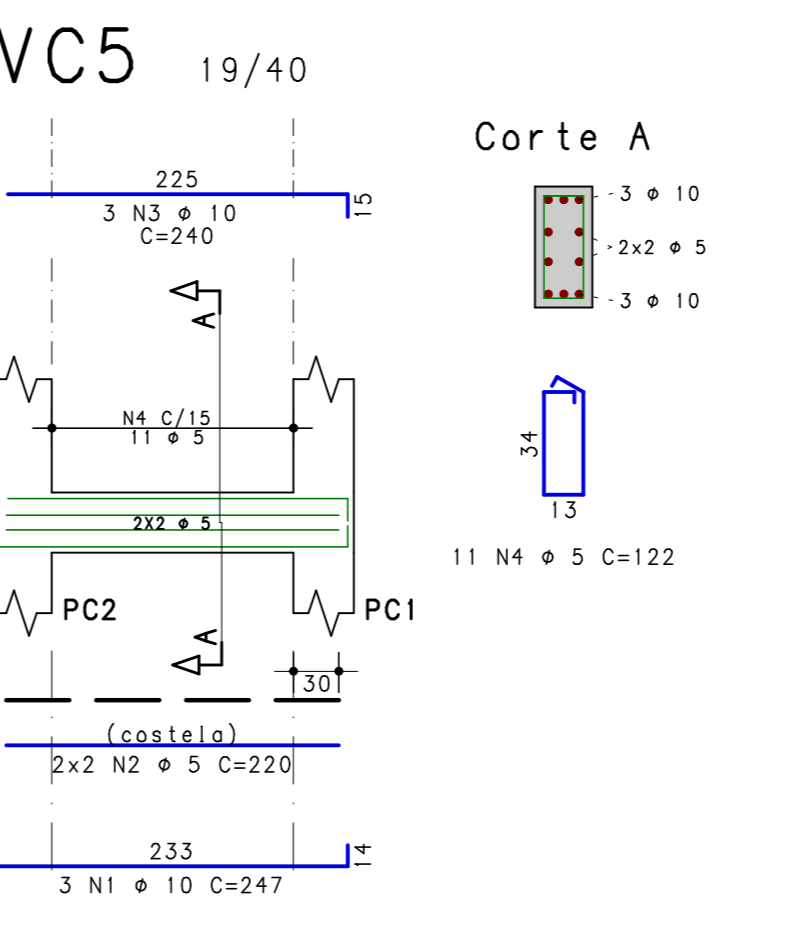 VC5 19/40
Corte A
225
15
3 N3 φ 10
C=240
3 φ 10
2x2 φ 5
3 φ 10
A
N4 C/15
11 φ 5
34
13
2X2 φ 5
11 N4 φ 5 C=122
PC2
PC1
A
30
(costela)
2x2 N2 φ 5 C=220
233
14
3 N1 φ 10 C=247